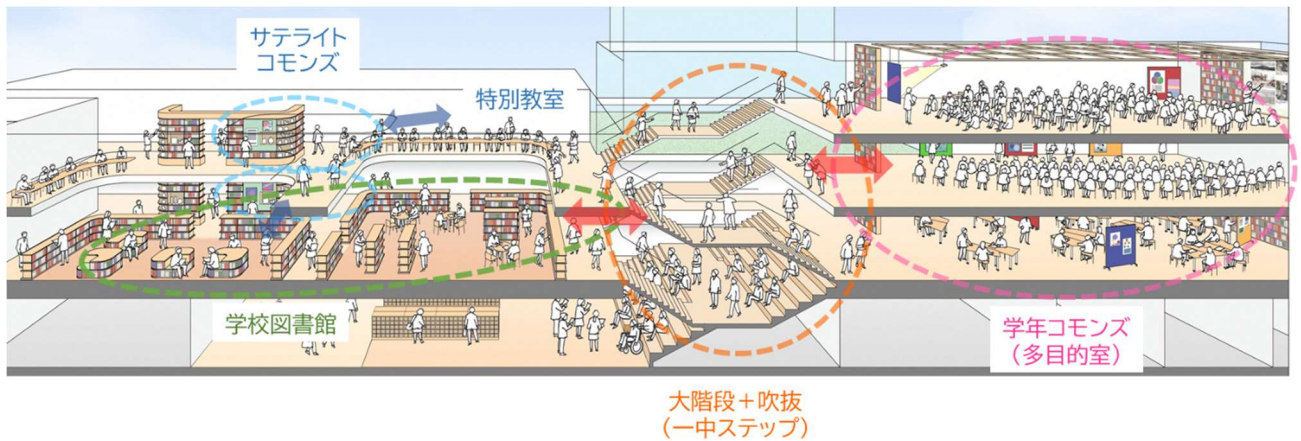 サテライト
コモンズ
特別教室
学校図書館
学年コモンズ
（多目的室）
大階段＋吹抜
（一中ステップ）